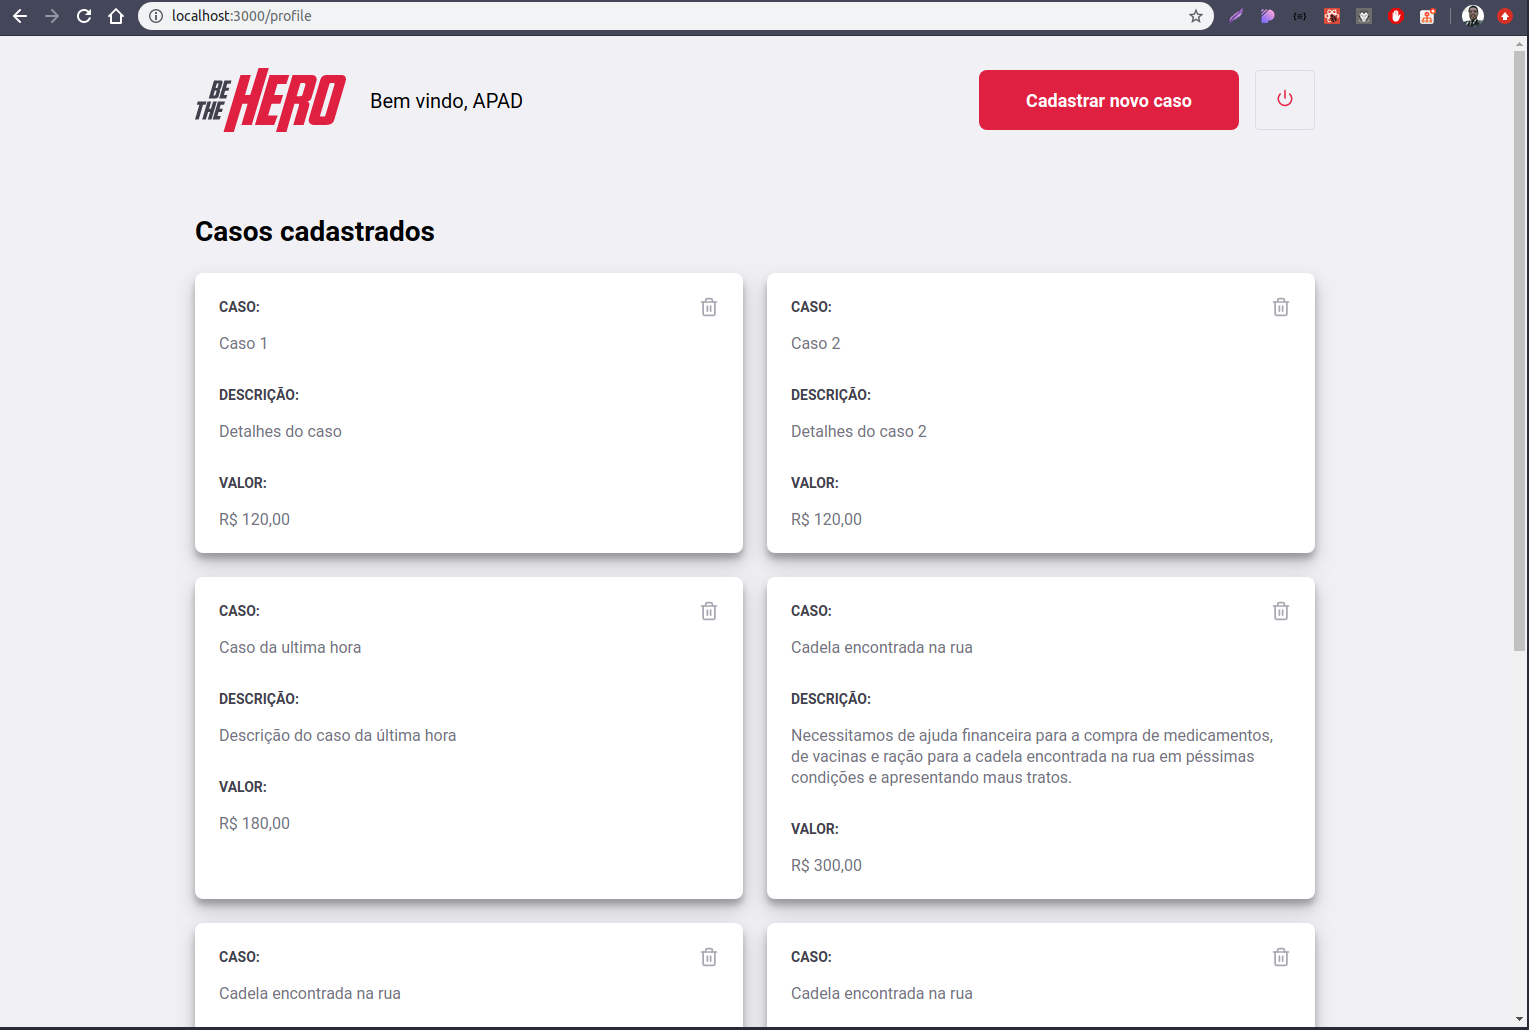 localhost:3000/profile
BE THE HERO
Bem vindo, APAD
Cadastrar novo caso
Casos cadastrados
CASO:
Caso 1
DESCRIÇÃO:
Detalhes do caso
VALOR:
R$ 120,00
CASO:
Caso 2
DESCRIÇÃO:
Detalhes do caso 2
VALOR:
R$ 120,00
CASO:
Caso da ultima hora
DESCRIÇÃO:
Descrição do caso da última hora
VALOR:
R$ 180,00
CASO:
Cadela encontrada na rua
DESCRIÇÃO:
Necessitamos de ajuda financeira para a compra de medicamentos,
de vacinas e ração para a cadela encontrada na rua em péssimas
condições e apresentando maus tratos.
VALOR:
R$ 300,00
CASO:
Cadela encontrada na rua
CASO:
Cadela encontrada na rua